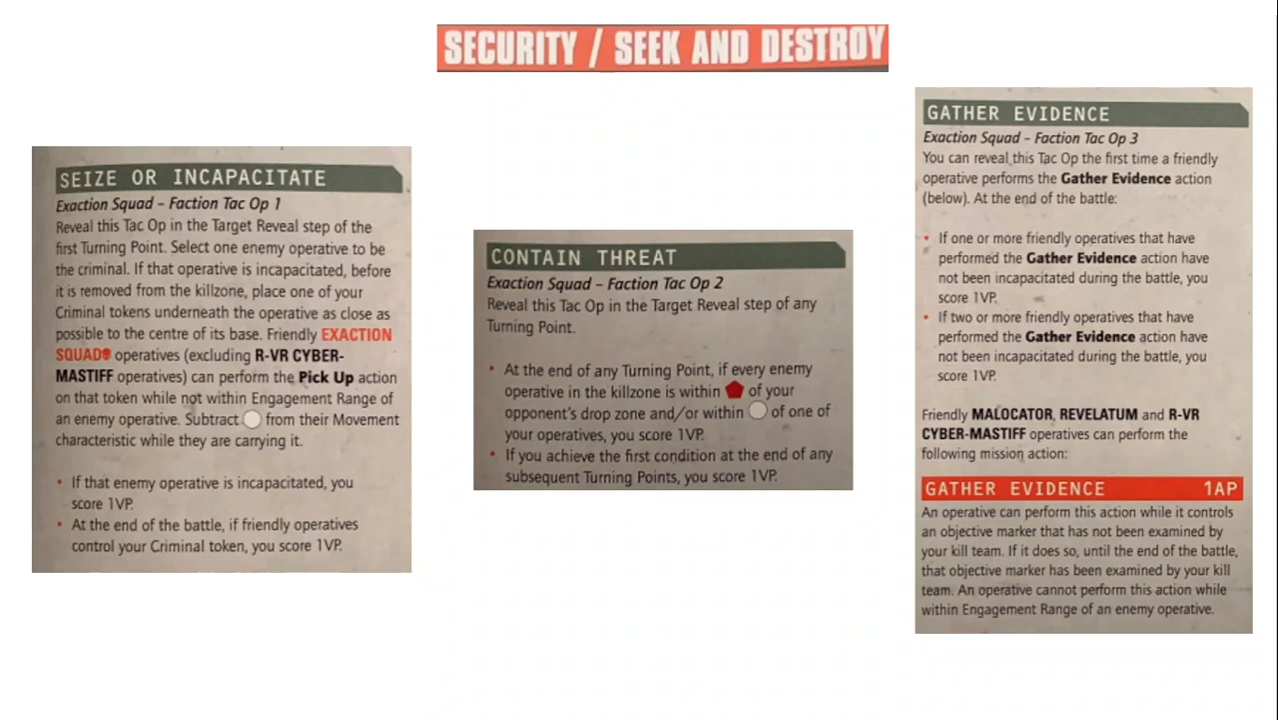 SECURITY / SEEK AND DESTROY
SEIZE OR INCAPACITATE
Exaction Squad – Faction Tac Op 1
Reveal this Tac Op in the Target Reveal step of the
first Turning Point. Select one enemy operative to be
the criminal. If that operative is incapacitated, before
it is removed from the killzone, place one of your
Criminal tokens underneath the operative as close as
possible to the centre of its base. Friendly EXACTION
SQUAD operatives (excluding R-VR CYBER-
MASTIFF operatives) can perform the Pick Up action
on that token while not within Engagement Range of
an enemy operative. Subtract from their Movement
characteristic while they are carrying it.
• If that enemy operative is incapacitated, you
score 1VP.
• At the end of the battle, if friendly operatives
control your Criminal token, you score 1VP.
CONTAIN THREAT
Exaction Squad – Faction Tac Op 2
Reveal this Tac Op in the Target Reveal step of any
Turning Point.
• At the end of any Turning Point, if every enemy
operative in the killzone is within of your
opponent's drop zone and/or within of one of
your operatives, you score 1VP.
• If you achieve the first condition at the end of any
subsequent Turning Points, you score 1VP.
GATHER EVIDENCE
Exaction Squad – Faction Tac Op 3
You can reveal this Tac Op the first time a friendly
operative performs the Gather Evidence action
(below). At the end of the battle:
• If one or more friendly operatives that have
performed the Gather Evidence action have
not been incapacitated during the battle, you
score 1VP.
• If two or more friendly operatives that have
performed the Gather Evidence action have
not been incapacitated during the battle, you
score 1VP.
Friendly MALOCATOR, REVELATUM and R-VR
CYBER-MASTIFF operatives can perform the
following mission action:
GATHER EVIDENCE 1AP
An operative can perform this action while it controls
an objective marker that has not been examined by
your kill team. If it does so, until the end of the battle,
that objective marker has been examined by your kill
team. An operative cannot perform this action while
within Engagement Range of an enemy operative.